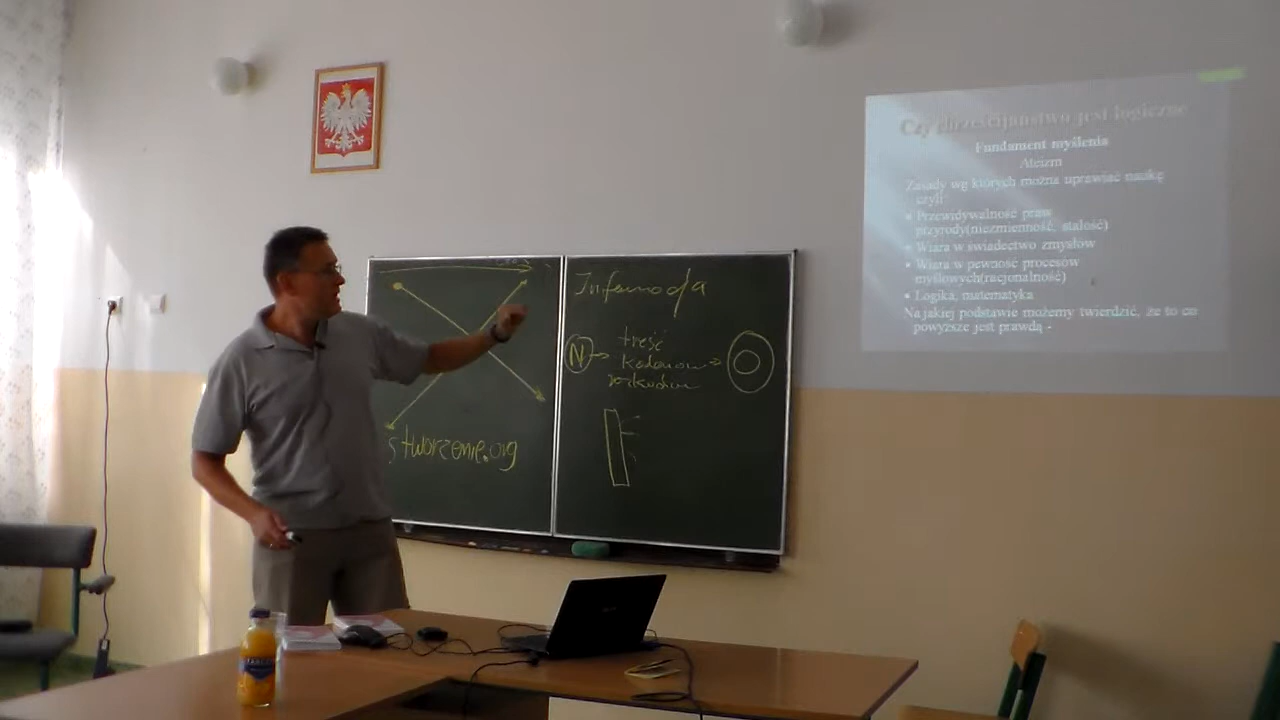 stworzenie.org
Informacja
N
treść
Czy chrześcijaństwo jest logiczne
Fundament myślenia
Ateizm
Zasady wg których można uprawiać naukę
czyli
• Przewidywalność praw
przyrody(niezmienność, stałość)
• Wiara w świadectwo zmysłów
• Wiara w pewność procesów
myślowych(racjonalność)
• Logika, matematyka
Na jakiej podstawie możemy twierdzić, że to co
powyższe jest prawdą -